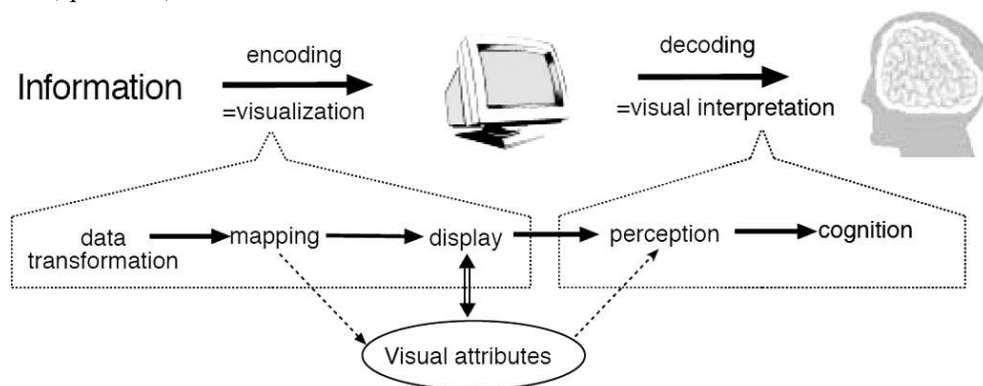 encoding
decoding
Information
=visualization
=visual interpretation
data
transformation
mapping
display
perception
cognition
Visual attributes